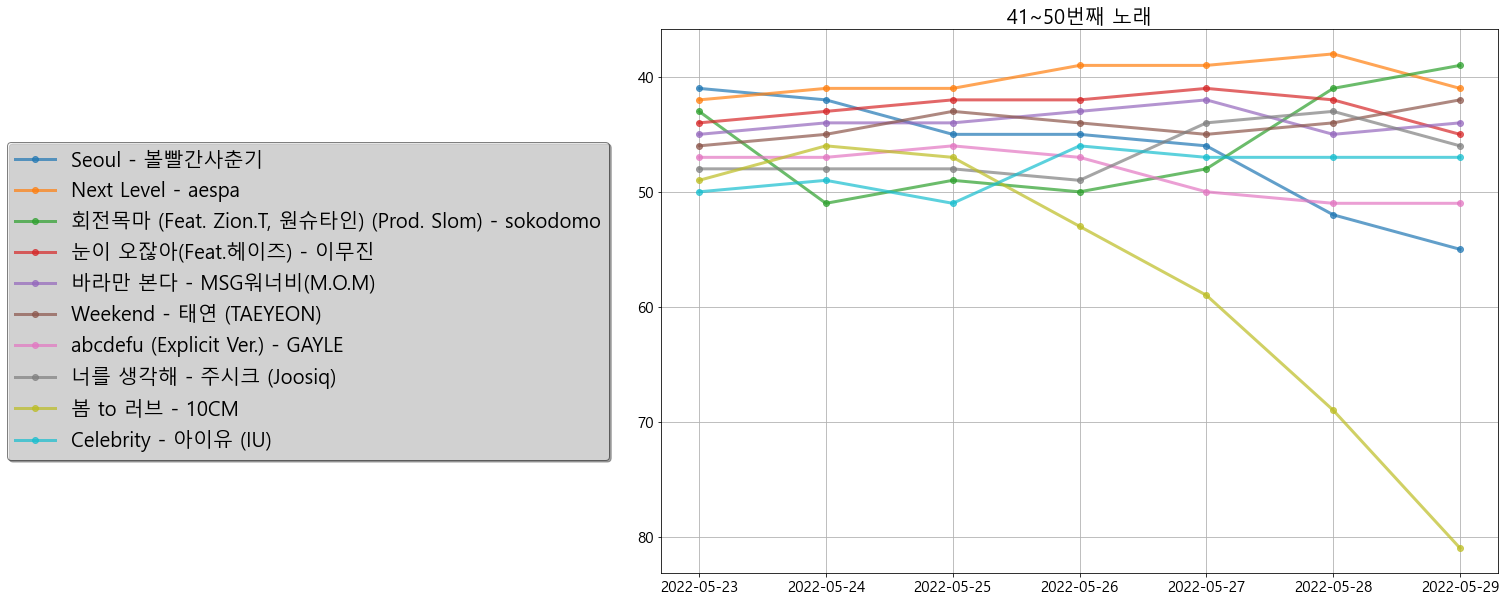 41~50번째 노래
Seoul - 볼빨간사춘기
Next Level - aespa
회전목마 (Feat. Zion.T, 원슈타인) (Prod. Slom) - sokodomo
눈이 오잖아(Feat.헤이즈) - 이무진
바라만 본다 - MSG워너비(M.O.M)
Weekend - 태연 (TAEYEON)
abcdefu (Explicit Ver.) - GAYLE
너를 생각해 - 주시크 (Joosiq)
봄 to 러브 - 10CM
Celebrity - 아이유 (IU)
40
50
60
70
80
2022-05-23 2022-05-24 2022-05-25 2022-05-26 2022-05-27 2022-05-28 2022-05-29